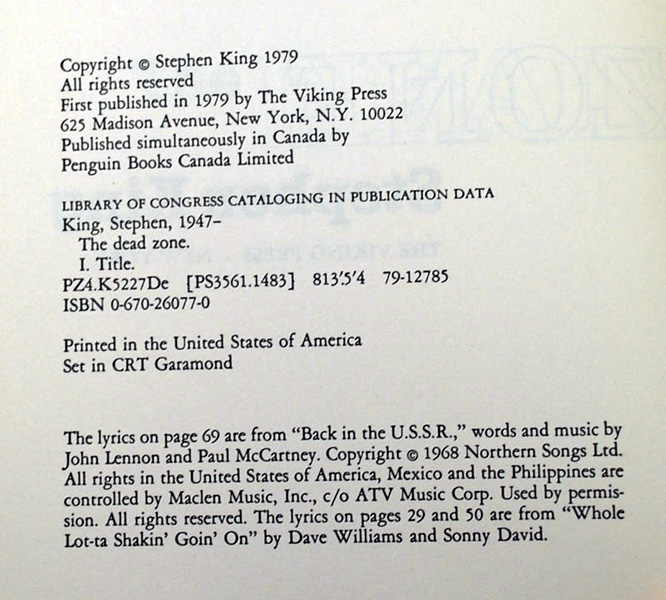 Copyright © Stephen King 1979
All rights reserved
First published in 1979 by The Viking Press
625 Madison Avenue, New York, N.Y. 10022
Published simultaneously in Canada by
Penguin Books Canada Limited
LIBRARY OF CONGRESS CATALOGING IN PUBLICATION DATA
King, Stephen, 1947–
The dead zone.
I. Title.
PZ4.K5227De [PS3561.I483] 813'5'4 79-12785
ISBN 0-670-26077-0
Printed in the United States of America
Set in CRT Garamond
The lyrics on page 69 are from “Back in the U.S.S.R.,” words and music by
John Lennon and Paul McCartney. Copyright © 1968 Northern Songs Ltd.
All rights in the United States of America, Mexico and the Philippines are
controlled by Maclen Music, Inc., c/o ATV Music Corp. Used by permis-
sion. All rights reserved. The lyrics on pages 29 and 50 are from “Whole
Lot-ta Shakin’ Goin’ On” by Dave Williams and Sonny David.